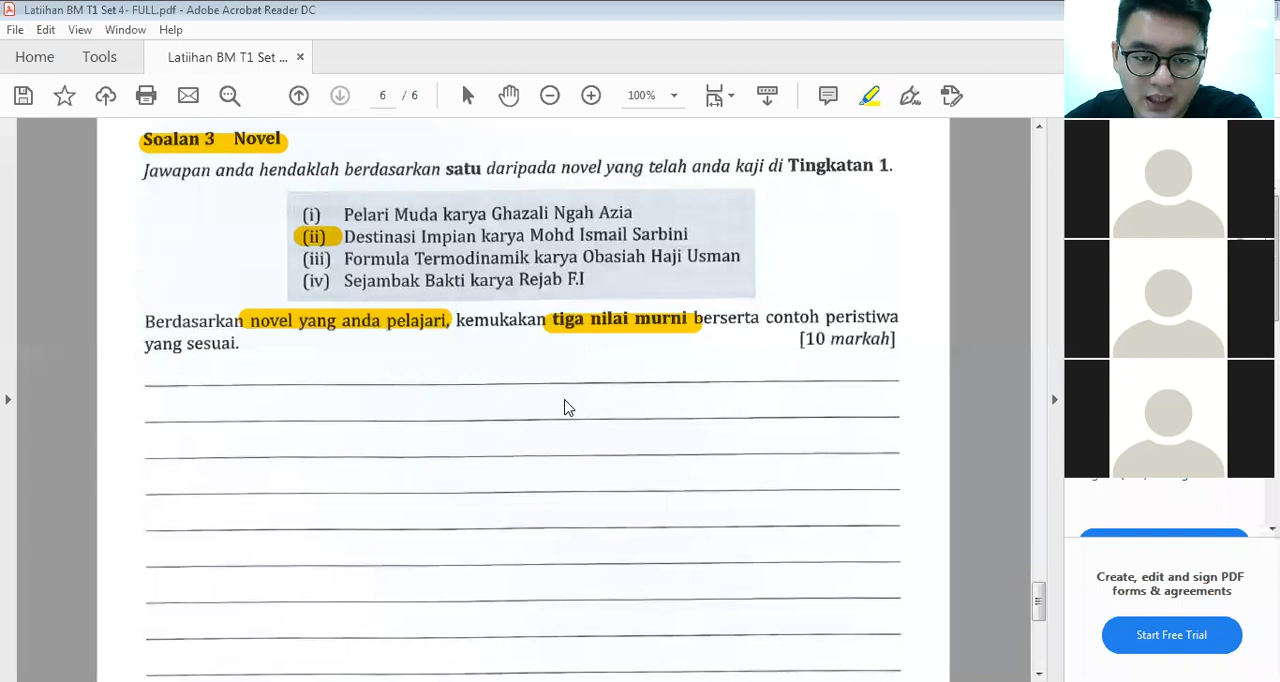 Latiihan BM T1 Set 4- FULL.pdf - Adobe Acrobat Reader DC
File Edit View Window Help
Home Tools Latiihan BM T1 Set ... ×
6 / 6 100%
Soalan 3 Novel
Jawapan anda hendaklah berdasarkan satu daripada novel yang telah anda kaji di Tingkatan 1.
(i) Pelari Muda karya Ghazali Ngah Azia
(ii) Destinasi Impian karya Mohd Ismail Sarbini
(iii) Formula Termodinamik karya Obasiah Haji Usman
(iv) Sejambak Bakti karya Rejab F.I
Berdasarkan novel yang anda pelajari, kemukakan tiga nilai murni berserta contoh peristiwa
yang sesuai. [10 markah]
Create, edit and sign PDF
forms & agreements
Start Free Trial